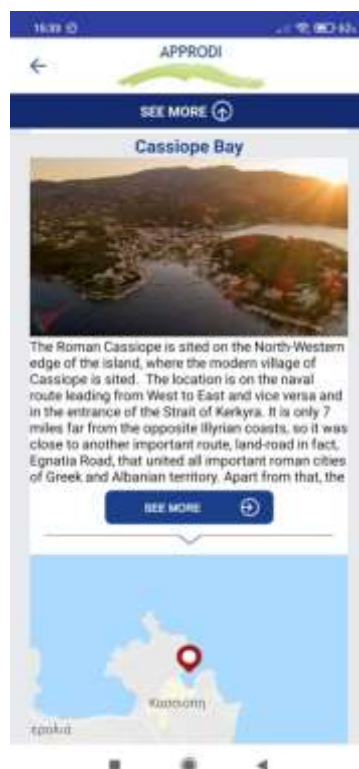 APPRODI
SEE MORE
Cassiope Bay
The Roman Cassiope is sited on the North-Western
edge of the island, where the modern village of
Cassiope is sited. The location is on the naval
route leading from West to East and vice versa and
in the entrance of the Strait of Kerkyra. It is only 7
miles far from the opposite Illyrian coasts, so it was
close to another important route, land-road in fact,
Egnatia Road, that united all important roman cities
of Greek and Albanian territory. Apart from that, the
SEE MORE
Κασσιόπη